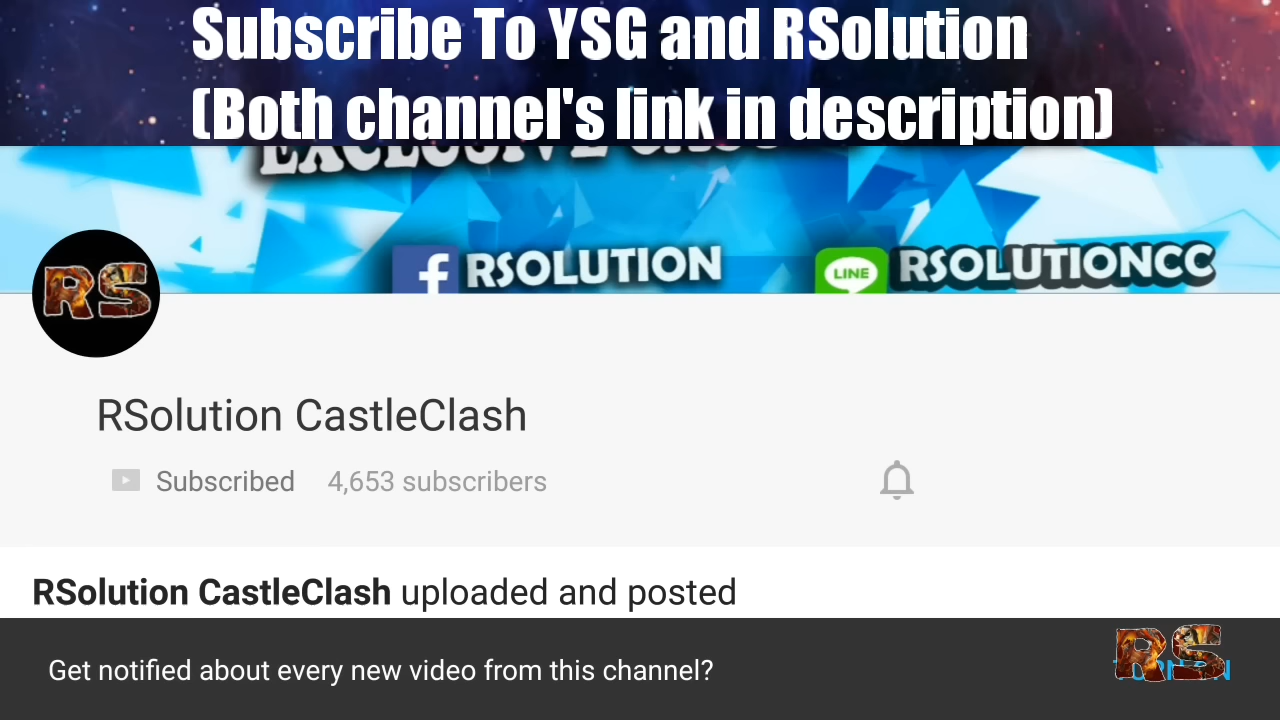 Subscribe To YSG and RSolution
(Both channel's link in description)
RSOLUTION
LINE
RSOLUTIONCC
RS
RSolution CastleClash
Subscribed 4,653 subscribers
RSolution CastleClash uploaded and posted
Get notified about every new video from this channel?
RS